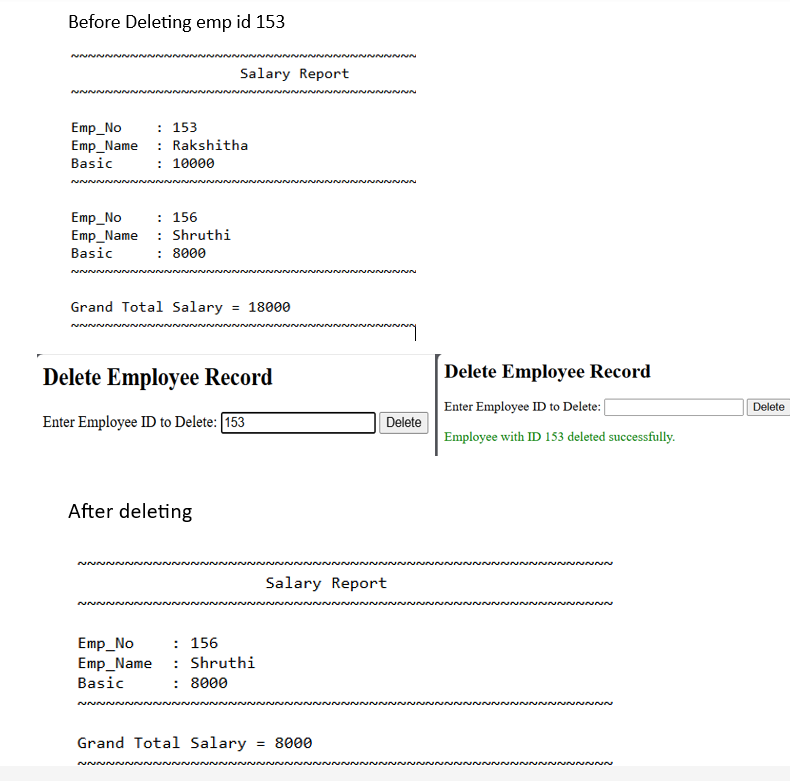 Before Deleting emp id 153
~~~~~~~~~~~~~~~~~~~~~~~~~~~~~~~~~~~~~~~~~
Salary Report
~~~~~~~~~~~~~~~~~~~~~~~~~~~~~~~~~~~~~~~~~
Emp_No    : 153
Emp_Name  : Rakshitha
Basic     : 10000
~~~~~~~~~~~~~~~~~~~~~~~~~~~~~~~~~~~~~~~~~
Emp_No    : 156
Emp_Name  : Shruthi
Basic     : 8000
~~~~~~~~~~~~~~~~~~~~~~~~~~~~~~~~~~~~~~~~~
Grand Total Salary = 18000
~~~~~~~~~~~~~~~~~~~~~~~~~~~~~~~~~~~~~~~~~
Delete Employee Record
Enter Employee ID to Delete: 153 Delete
Delete Employee Record
Enter Employee ID to Delete: Delete
Employee with ID 153 deleted successfully.
After deleting
~~~~~~~~~~~~~~~~~~~~~~~~~~~~~~~~~~~~~~~~~~~~~~~~~~~~~~~~~
Salary Report
~~~~~~~~~~~~~~~~~~~~~~~~~~~~~~~~~~~~~~~~~~~~~~~~~~~~~~~~~
Emp_No    : 156
Emp_Name  : Shruthi
Basic     : 8000
~~~~~~~~~~~~~~~~~~~~~~~~~~~~~~~~~~~~~~~~~~~~~~~~~~~~~~~~~
Grand Total Salary = 8000
~~~~~~~~~~~~~~~~~~~~~~~~~~~~~~~~~~~~~~~~~~~~~~~~~~~~~~~~~